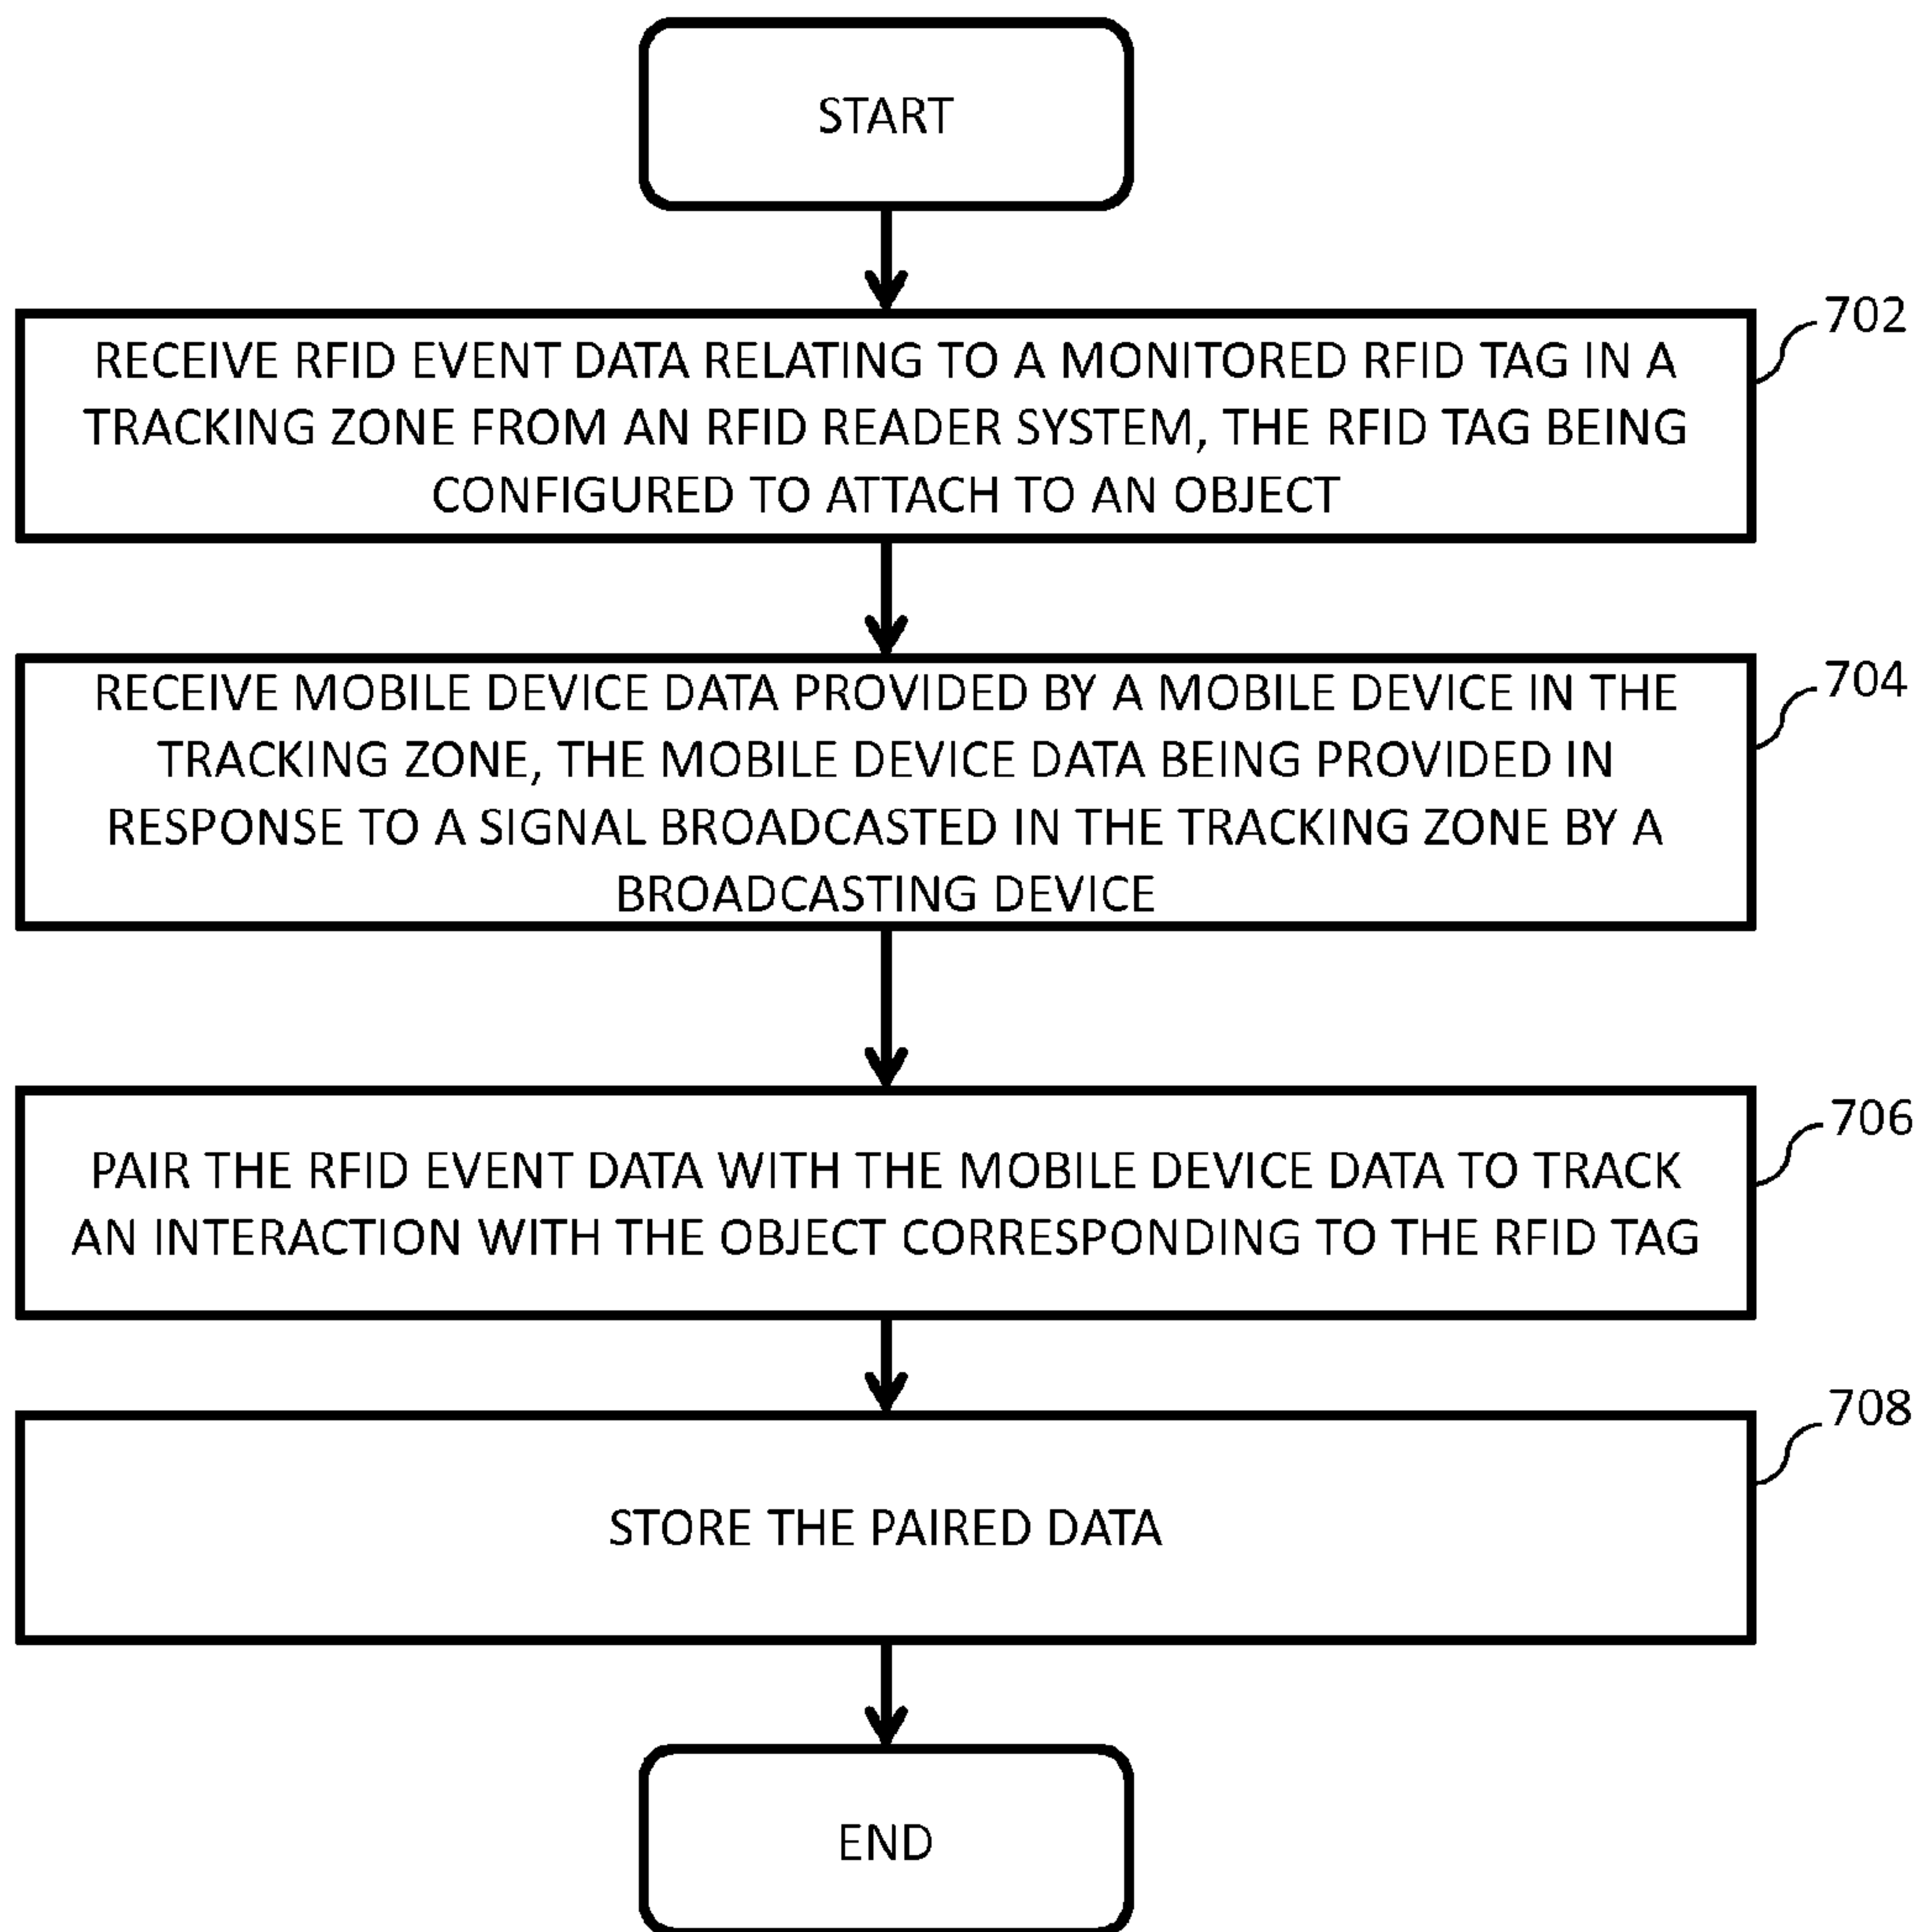 START
702
RECEIVE RFID EVENT DATA RELATING TO A MONITORED RFID TAG IN A
TRACKING ZONE FROM AN RFID READER SYSTEM, THE RFID TAG BEING
CONFIGURED TO ATTACH TO AN OBJECT
704
RECEIVE MOBILE DEVICE DATA PROVIDED BY A MOBILE DEVICE IN THE
TRACKING ZONE, THE MOBILE DEVICE DATA BEING PROVIDED IN
RESPONSE TO A SIGNAL BROADCASTED IN THE TRACKING ZONE BY A
BROADCASTING DEVICE
706
PAIR THE RFID EVENT DATA WITH THE MOBILE DEVICE DATA TO TRACK
AN INTERACTION WITH THE OBJECT CORRESPONDING TO THE RFID TAG
708
STORE THE PAIRED DATA
END